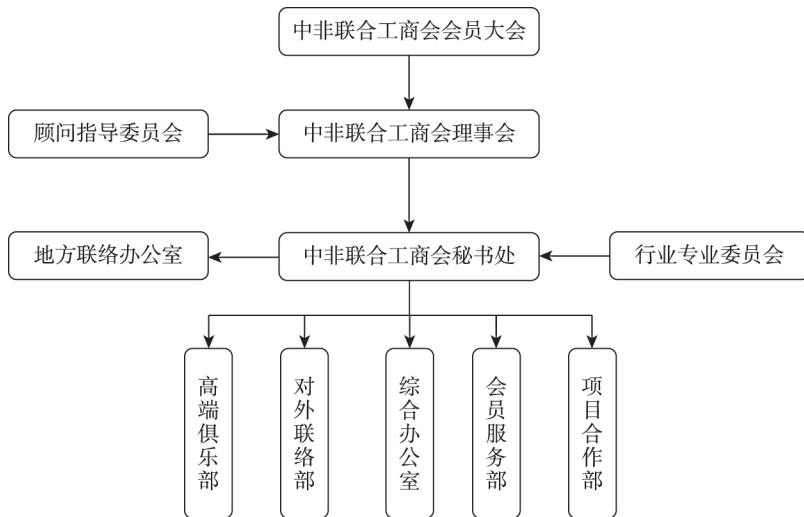 中非联合工商会会员大会
顾问指导委员会
中非联合工商会理事会
地方联络办公室
中非联合工商会秘书处
行业专业委员会
高端俱乐部
对外联络部
综合办公室
会员服务部
项目合作部